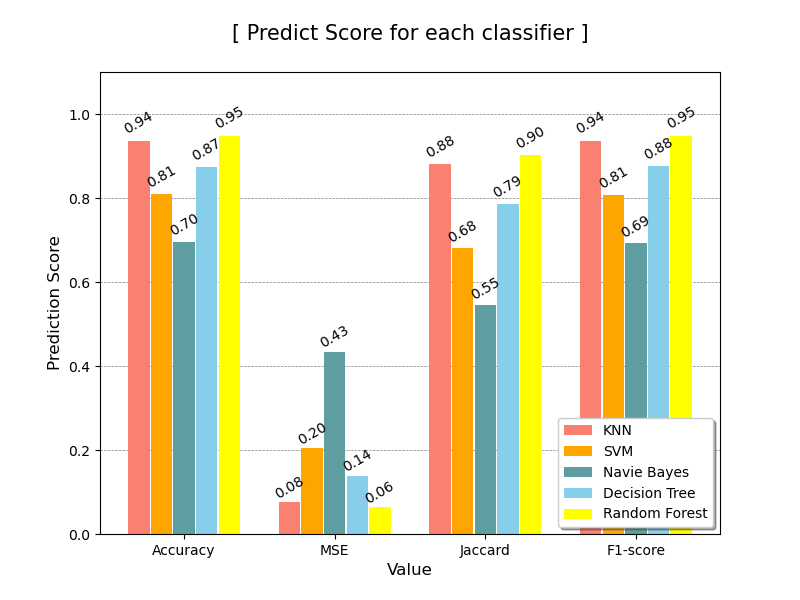 [ Predict Score for each classifier ]
Prediction Score
1.0
0.8
0.6
0.4
0.2
0.0
0.94
0.81
0.70
0.87
0.95
0.08
0.20
0.43
0.14
0.06
0.88
0.68
0.55
0.79
0.90
0.94
0.81
0.69
0.88
0.95
KNN
SVM
Navie Bayes
Decision Tree
Random Forest
Accuracy MSE Jaccard F1-score
Value